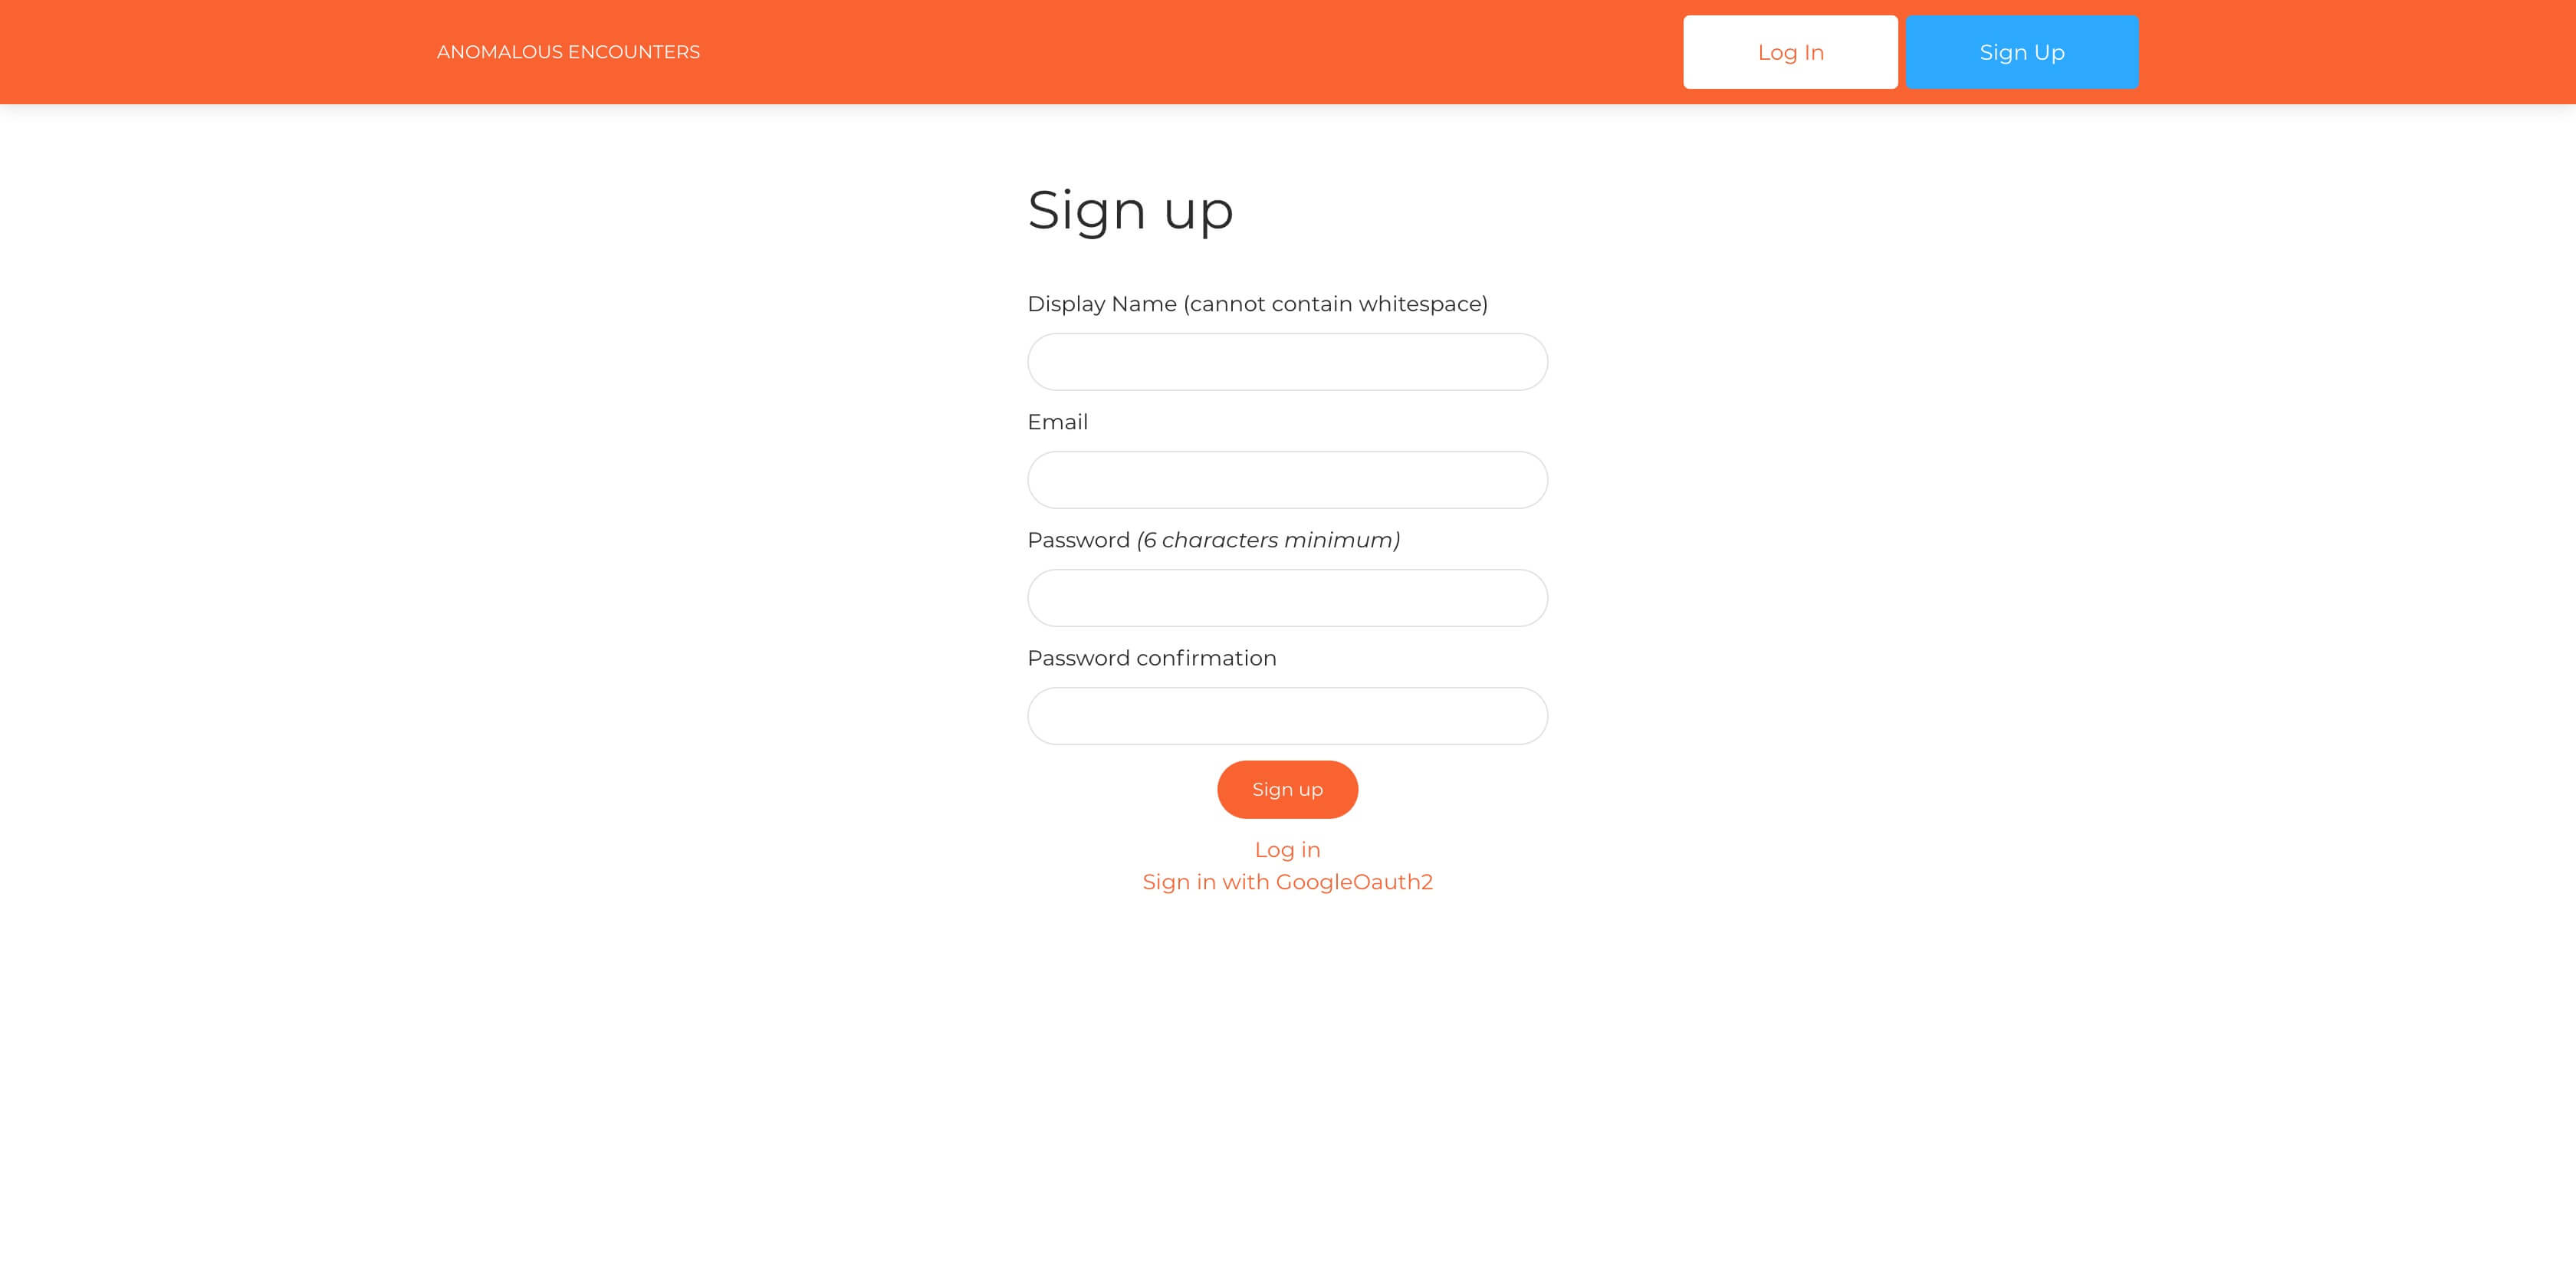 ANOMALOUS ENCOUNTERS
Log In
Sign Up
Sign up
Display Name (cannot contain whitespace)
Email
Password (6 characters minimum)
Password confirmation
Sign up
Log in
Sign in with GoogleOauth2